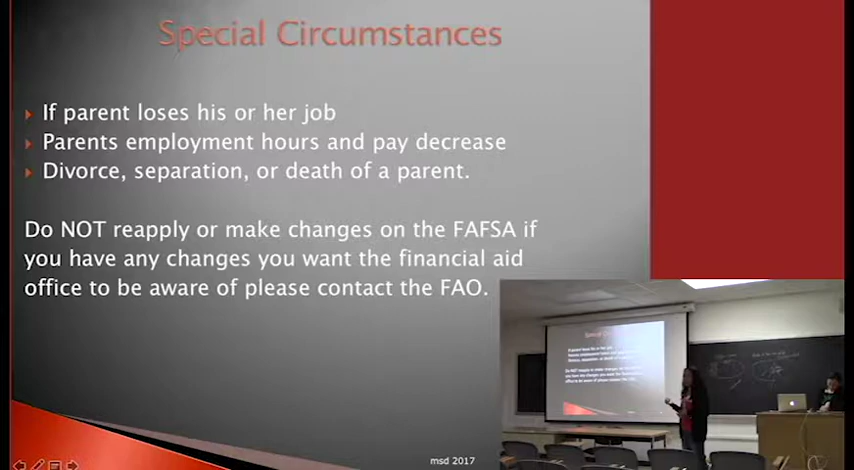 Special Circumstances
If parent loses his or her job
Parents employment hours and pay decrease
Divorce, separation, or death of a parent.
Do NOT reapply or make changes on the FAFSA if
you have any changes you want the financial aid
office to be aware of please contact the FAO.
msd 2017